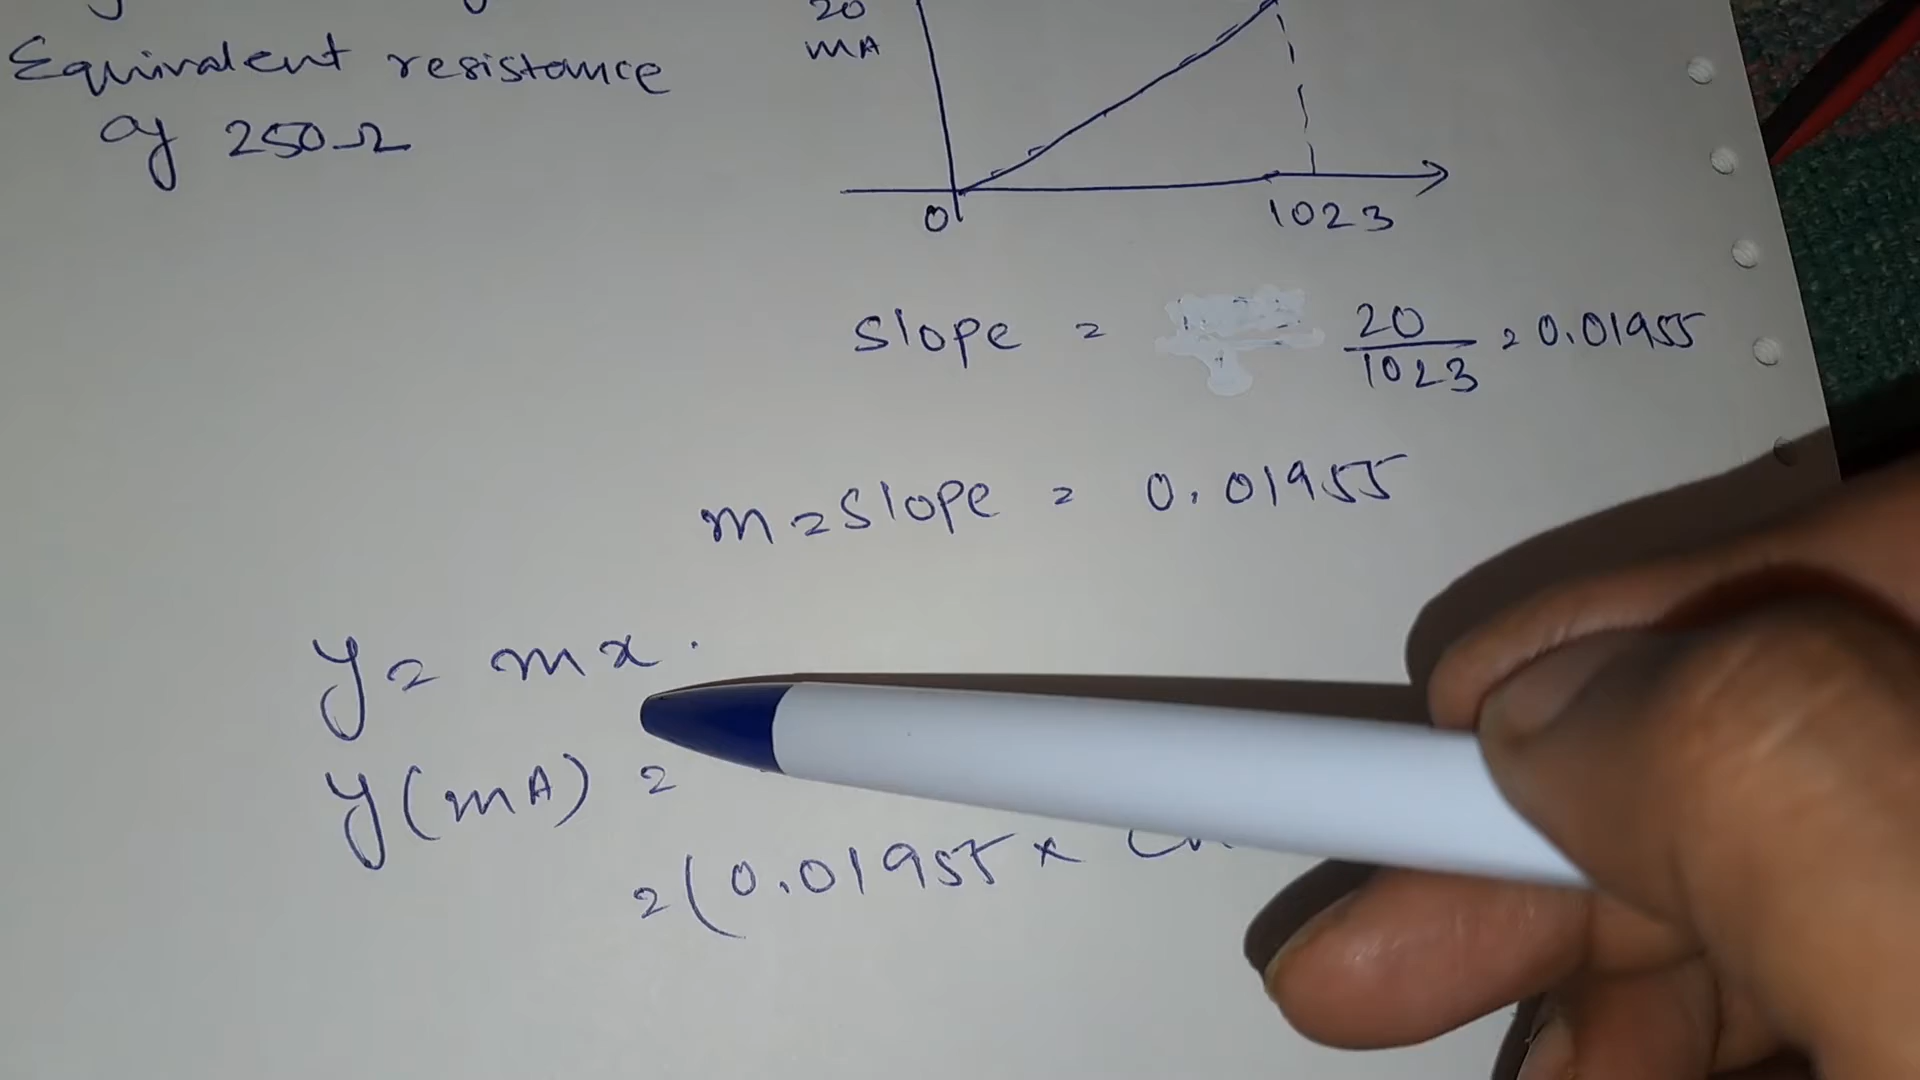 Equivalent resistance
of 250Ω
20
mA
0
1023
Slope = 20/1023 = 0.01955
m = Slope = 0.01955
y = mx.
y(mA) =
= (0.01955 x